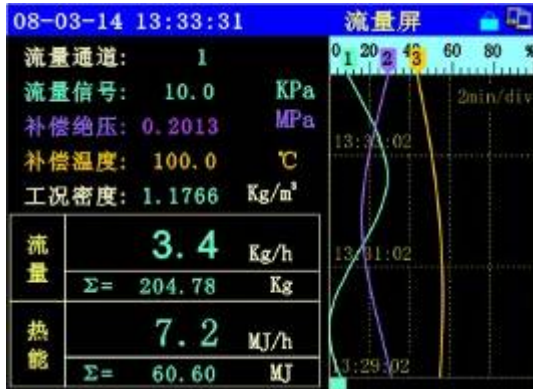 08-03-14 13:33:31 流量屏
流量通道: 1
流量信号: 10.0 KPa
补偿绝压: 0.2013 MPa
补偿温度: 100.0 ℃
工况密度: 1.1766 Kg/m³
流量 3.4 Kg/h
Σ= 204.78 Kg
热能 7.2 MJ/h
Σ= 60.60 MJ
0 20 40 60 80
1 2 3
2min/div
13:33:02
13:31:02
13:29:02